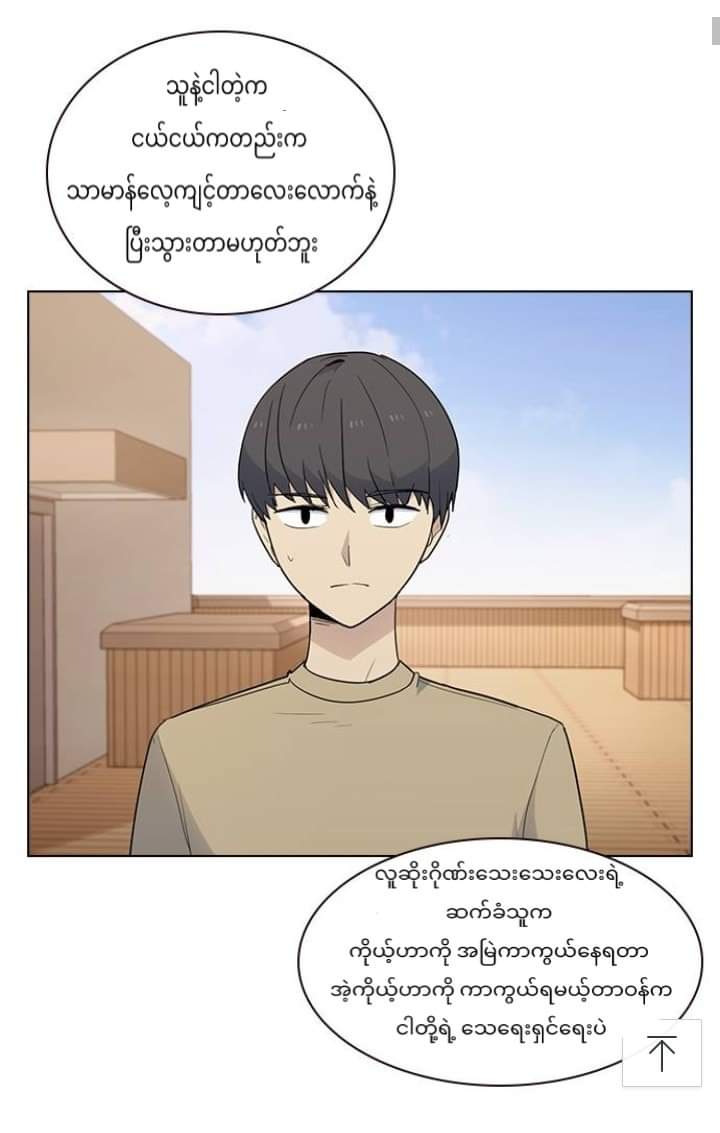 သူနဲ့ငါတဲ့က
ငယ်ငယ်ကတည်းက
သာမာန်လေ့ကျင့်တာလေးလောက်နဲ့
ပြီးသွားတာမဟုတ်ဘူး
လူဆိုးဂိုဏ်းသေးသေးလေးရဲ့
ဆက်ခံသူက
ကိုယ့်ဟာကို အမြဲကာကွယ်နေရတာ
အဲ့ကိုယ့်ဟာကို ကာကွယ်ရမယ့်တာဝန်က
ငါတို့ရဲ့ သေရေးရှင်ရေးပဲ